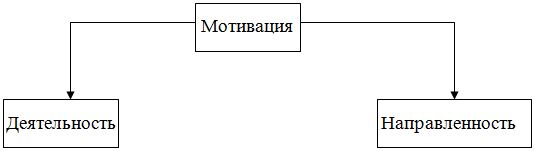 Мотивация
Деятельность
Направленность